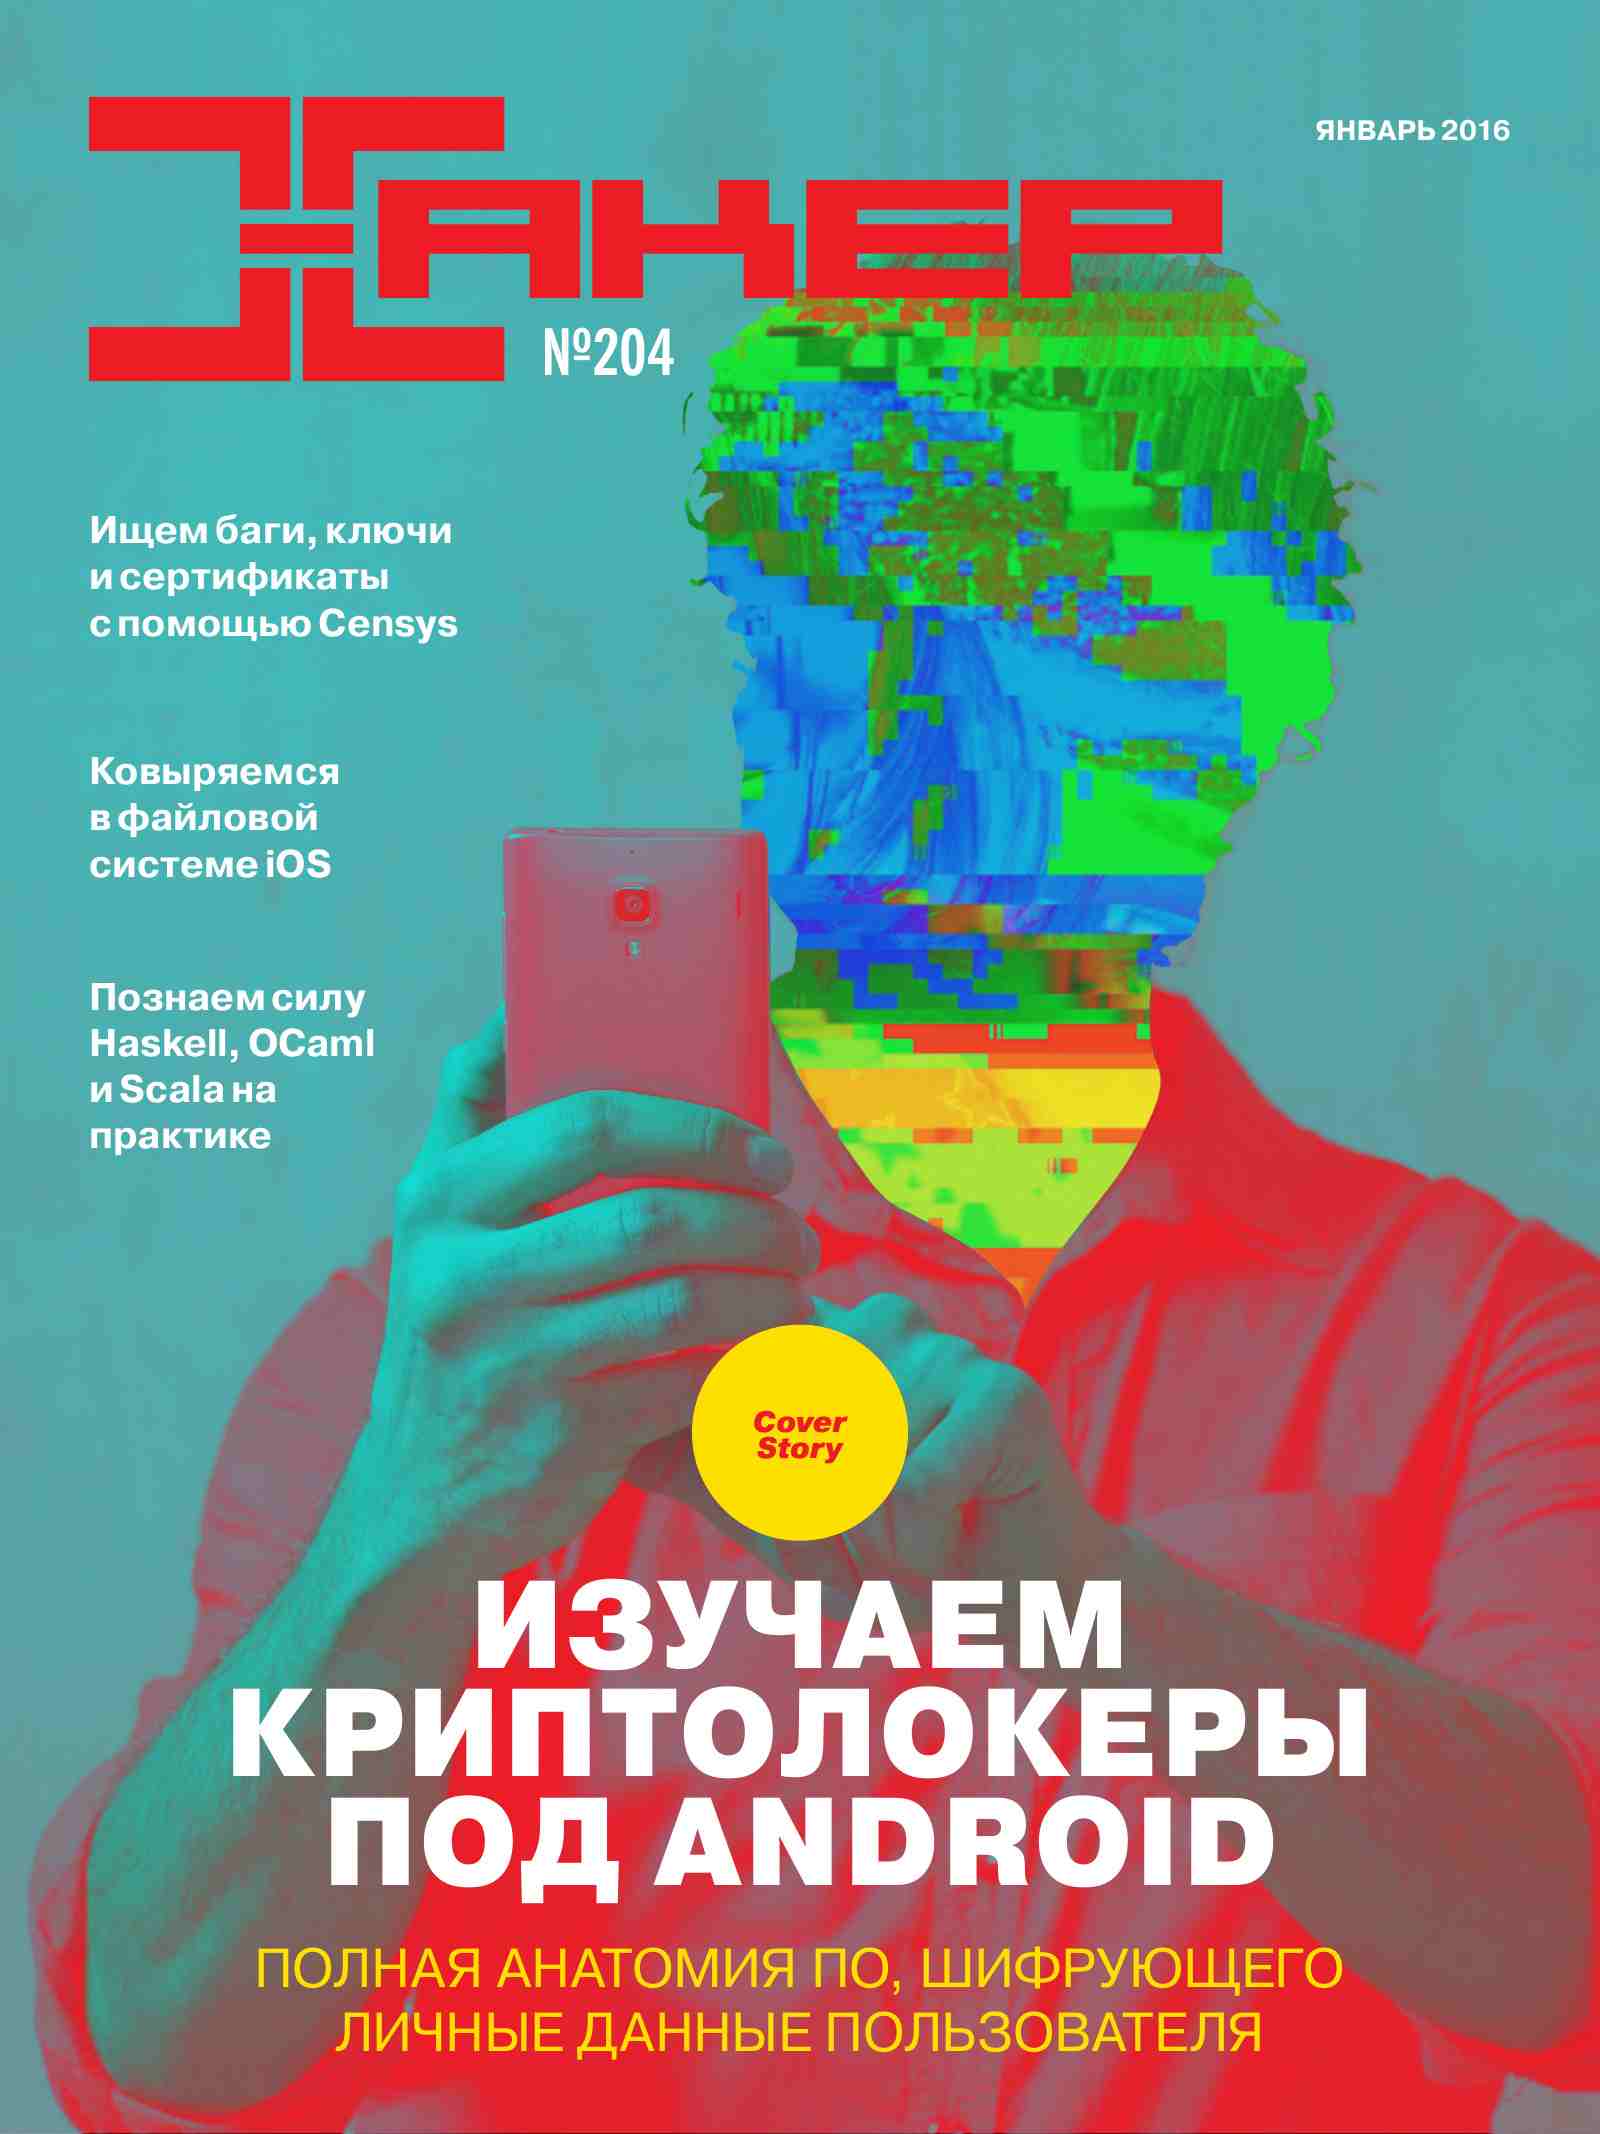 ЯНВАРЬ 2016
ХАКЕР
№204
Ищем баги, ключи
и сертификаты
с помощью Censys
Ковыряемся
в файловой
системе iOS
Познаем силу
Haskell, OCaml
и Scala на
практике
Cover
Story
ИЗУЧАЕМ
КРИПТОЛОКЕРЫ
ПОД ANDROID
ПОЛНАЯ АНАТОМИЯ ПО, ШИФРУЮЩЕГО
ЛИЧНЫЕ ДАННЫЕ ПОЛЬЗОВАТЕЛЯ